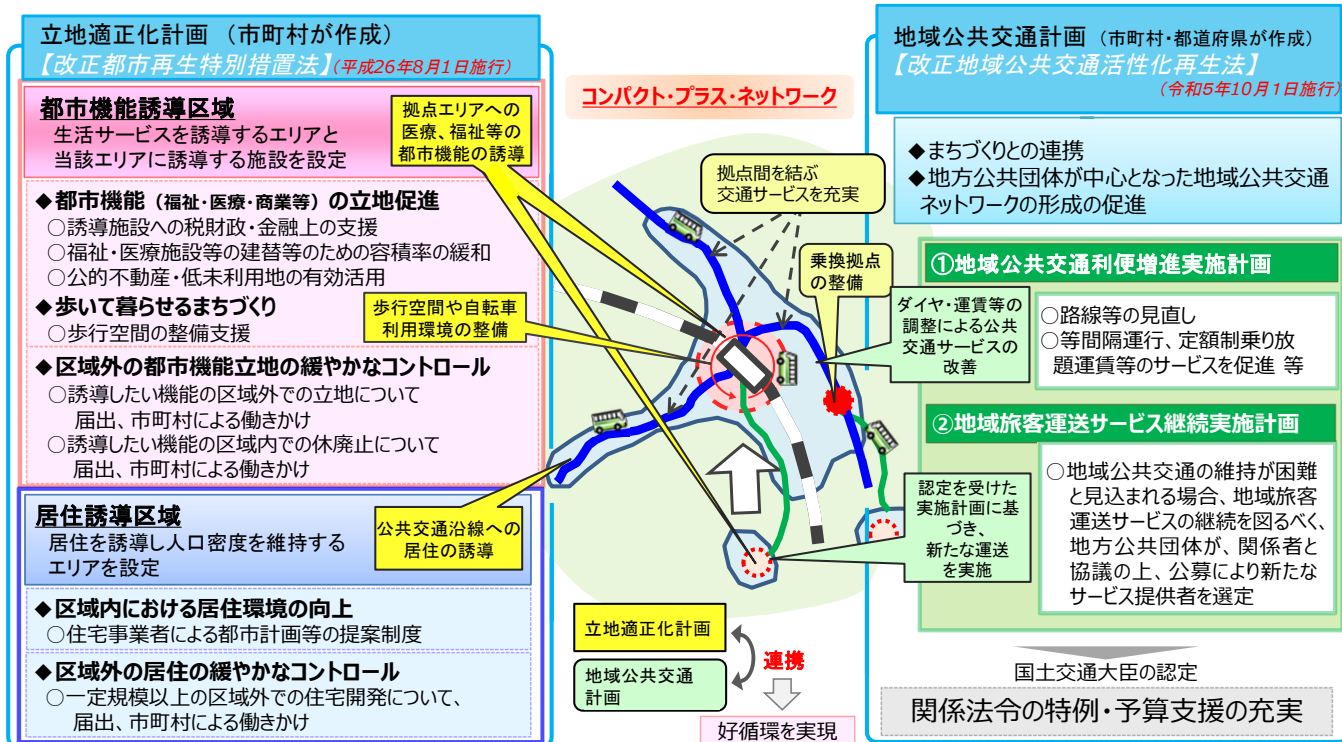 立地適正化計画 （市町村が作成）
【改正都市再生特別措置法】(平成26年8月1日施行)
都市機能誘導区域
生活サービスを誘導するエリアと
当該エリアに誘導する施設を設定
◆都市機能（福祉・医療・商業等）の立地促進
○誘導施設への税財政・金融上の支援
○福祉・医療施設等の建替等のための容積率の緩和
○公的不動産・低未利用地の有効活用
◆歩いて暮らせるまちづくり
○歩行空間の整備支援
◆区域外の都市機能立地の緩やかなコントロール
○誘導したい機能の区域外での立地について
届出、市町村による働きかけ
○誘導したい機能の区域内での休廃止について
届出、市町村による働きかけ
居住誘導区域
居住を誘導し人口密度を維持する
エリアを設定
◆区域内における居住環境の向上
○住宅事業者による都市計画等の提案制度
◆区域外の居住の緩やかなコントロール
○一定規模以上の区域外での住宅開発について、
届出、市町村による働きかけ
コンパクト・プラス・ネットワーク
拠点エリアへの
医療、福祉等の
都市機能の誘導
拠点間を結ぶ
交通サービスを充実
乗換拠点
の整備
歩行空間や自転車
利用環境の整備
ダイヤ・運賃等の
調整による公共
交通サービスの
改善
公共交通沿線への
居住の誘導
認定を受けた
実施計画に基
づき、
新たな運送
を実施
立地適正化計画
地域公共交通
計画
連携
好循環を実現
地域公共交通計画 （市町村・都道府県が作成）
【改正地域公共交通活性化再生法】
(令和5年10月1日施行)
◆まちづくりとの連携
◆地方公共団体が中心となった地域公共交通
ネットワークの形成の促進
①地域公共交通利便増進実施計画
○路線等の見直し
○等間隔運行、定額制乗り放
題運賃等のサービスを促進 等
②地域旅客運送サービス継続実施計画
○地域公共交通の維持が困難
と見込まれる場合、地域旅客
運送サービスの継続を図るべく、
地方公共団体が、関係者と
協議の上、公募により新たな
サービス提供者を選定
国土交通大臣の認定
関係法令の特例・予算支援の充実